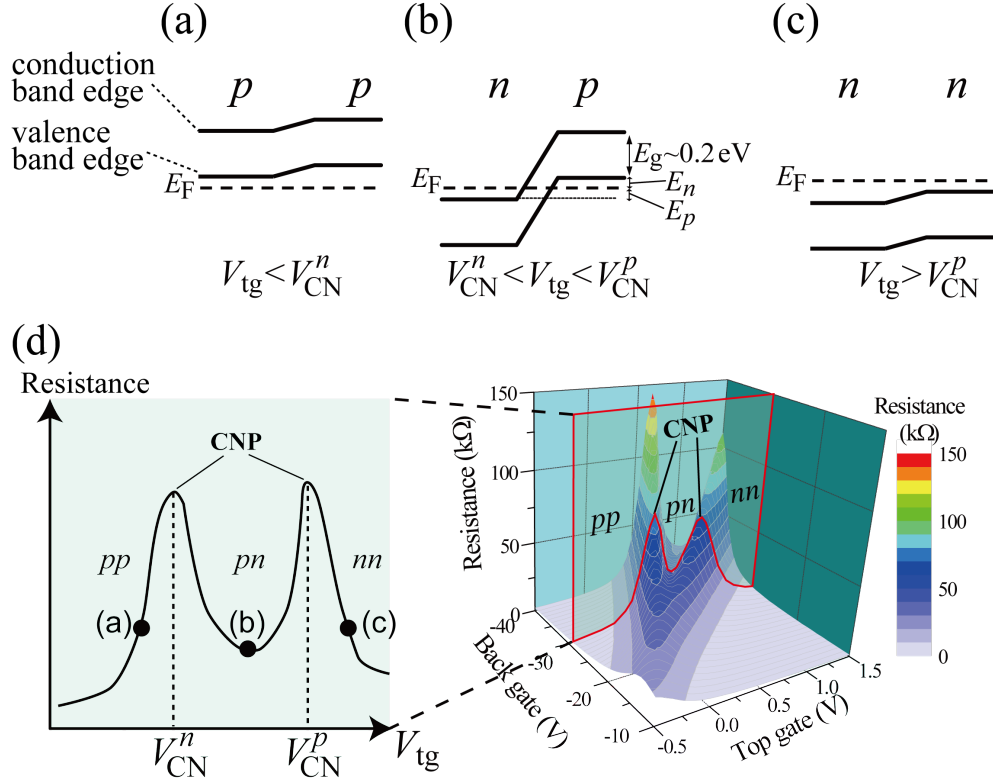 (a)
(b)
(c)
conduction
band edge
p p
n p
n n
valence
band edge
E_F
E_F
E_g~0.2 eV
E_n
E_p
E_F
V_tg < V_CN^n
V_CN^n < V_tg < V_CN^p
V_tg > V_CN^p
(d)
Resistance
CNP
pp
pn
nn
(a)
(b)
(c)
V_CN^n
V_CN^p
V_tg
Resistance (kΩ)
150
100
50
0
CNP
pp
pn
nn
-40
-30
-20
-10
Back gate (V)
-0.5
0.0
0.5
1.0
1.5
Top gate (V)
Resistance
(kΩ)
150
100
50
0